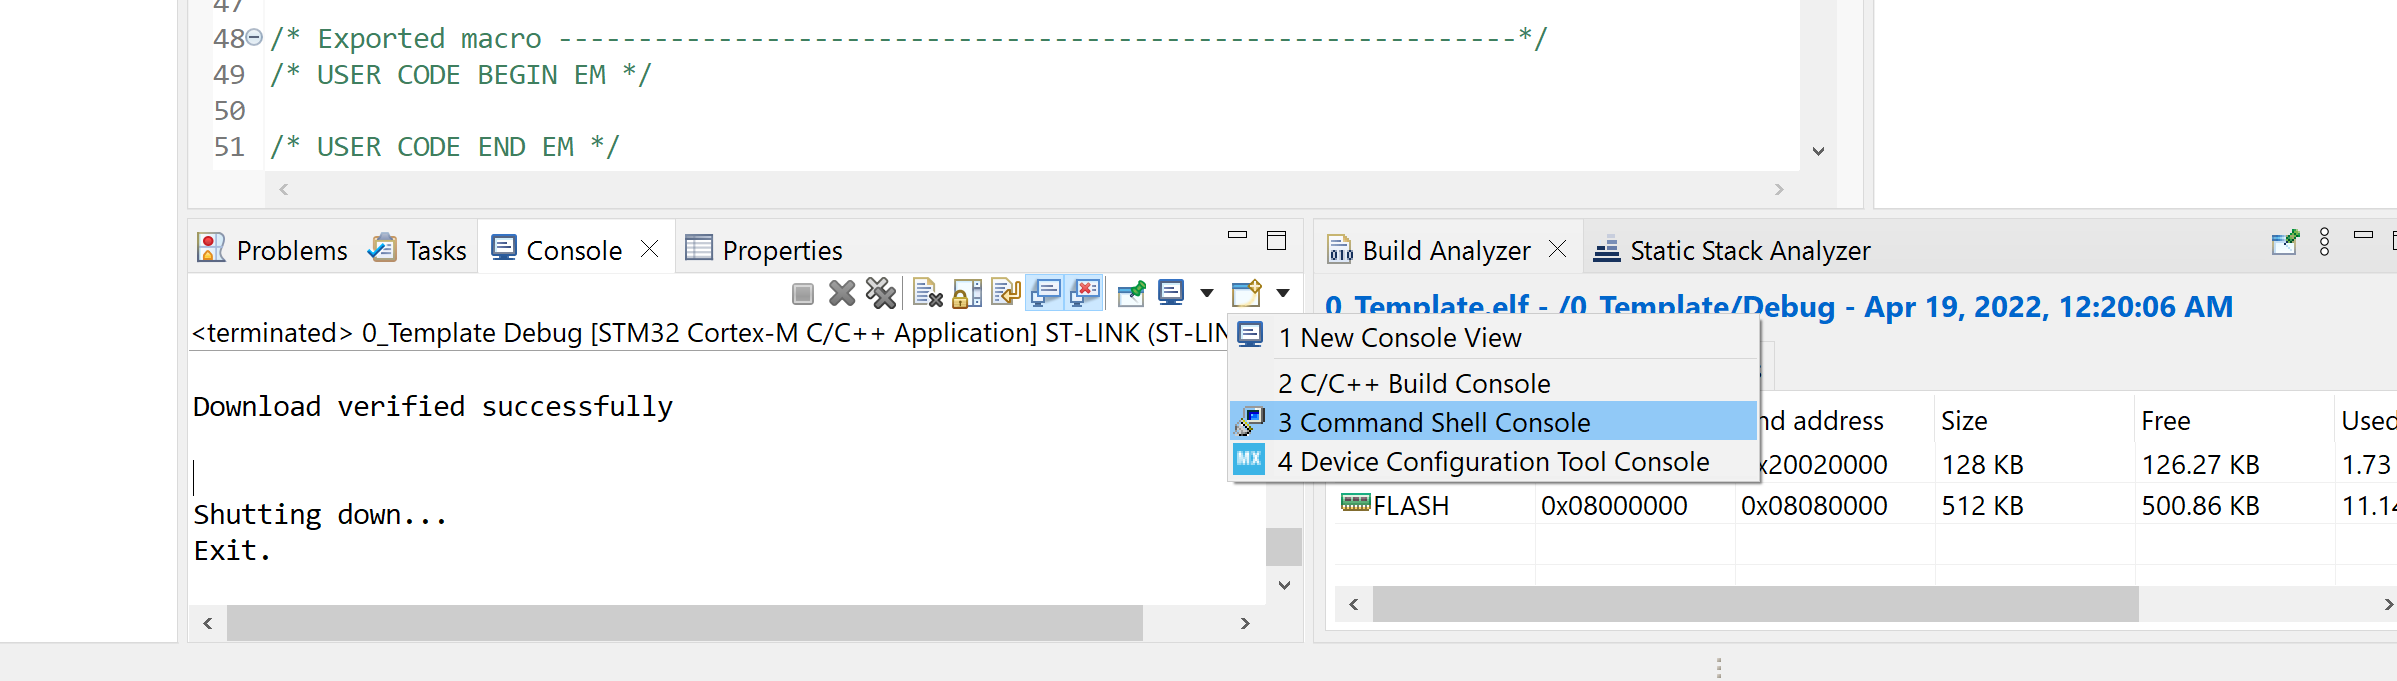 47
48 /* Exported macro ------------------------------------------------------------*/
49 /* USER CODE BEGIN EM */
50
51 /* USER CODE END EM */
Problems Tasks Console Properties
<terminated> 0_Template Debug [STM32 Cortex-M C/C++ Application] ST-LINK (ST-LIN
Download verified successfully
Shutting down...
Exit.
1 New Console View
2 C/C++ Build Console
3 Command Shell Console
MX 4 Device Configuration Tool Console
Build Analyzer Static Stack Analyzer
0_Template.elf - /0_Template/Debug - Apr 19, 2022, 12:20:06 AM
nd address Size Free Used
x20020000 128 KB 126.27 KB 1.73
FLASH 0x08000000 0x08080000 512 KB 500.86 KB 11.14